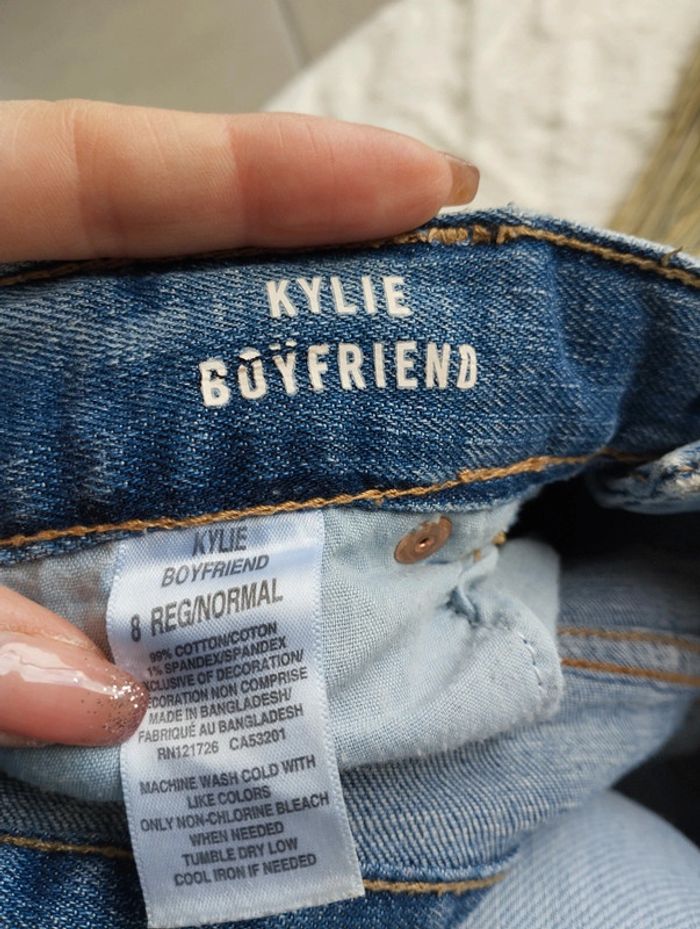 KYLIE
BOYFRIEND
KYLIE
BOYFRIEND
8 REG/NORMAL
99% COTTON/COTON
1% SPANDEX/SPANDEX
XCLUSIVE OF DECORATION/
CORATION NON COMPRISE
MADE IN BANGLADESH/
FABRIQUÉ AU BANGLADESH
RN121726 CA53201
MACHINE WASH COLD WITH
LIKE COLORS
ONLY NON-CHLORINE BLEACH
WHEN NEEDED
TUMBLE DRY LOW
COOL IRON IF NEEDED